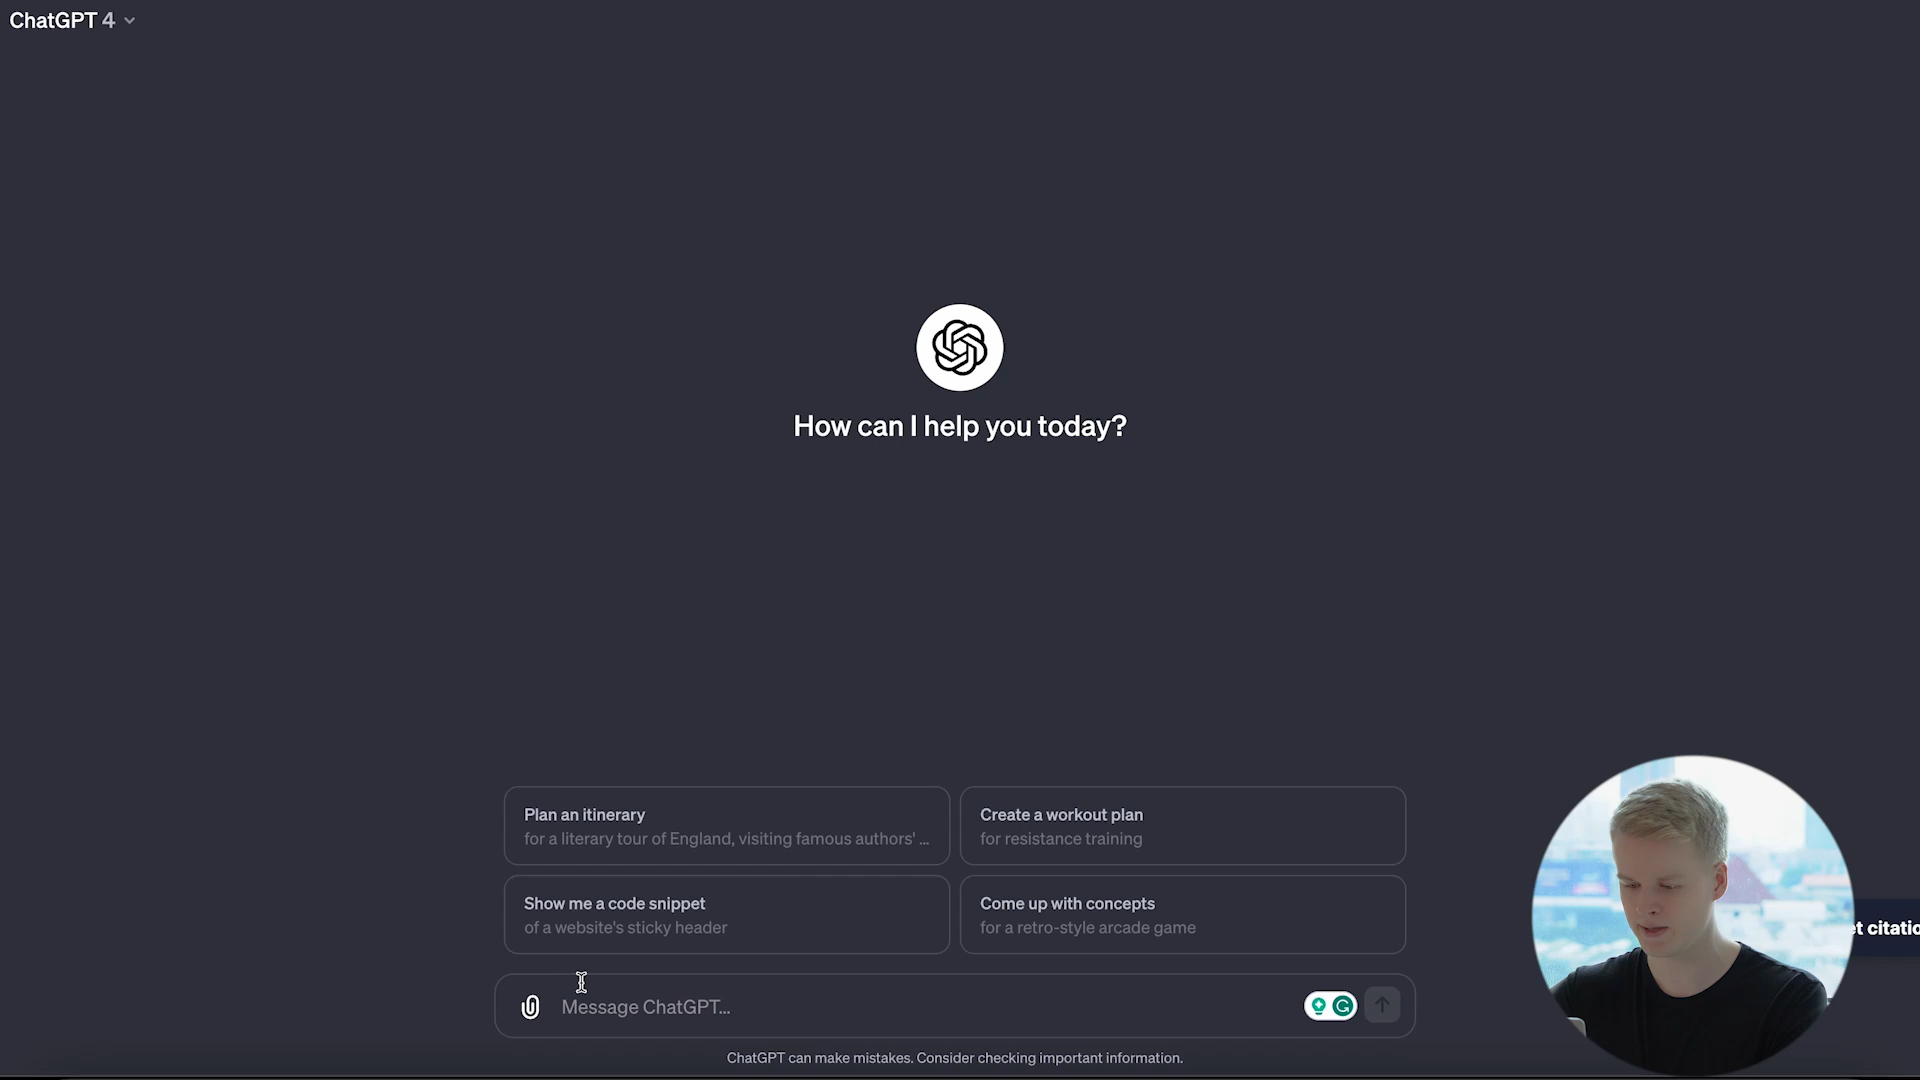 ChatGPT 4
How can I help you today?
Plan an itinerary
for a literary tour of England, visiting famous authors' ...
Create a workout plan
for resistance training
Show me a code snippet
of a website's sticky header
Come up with concepts
for a retro-style arcade game
Message ChatGPT...
ChatGPT can make mistakes. Consider checking important information.